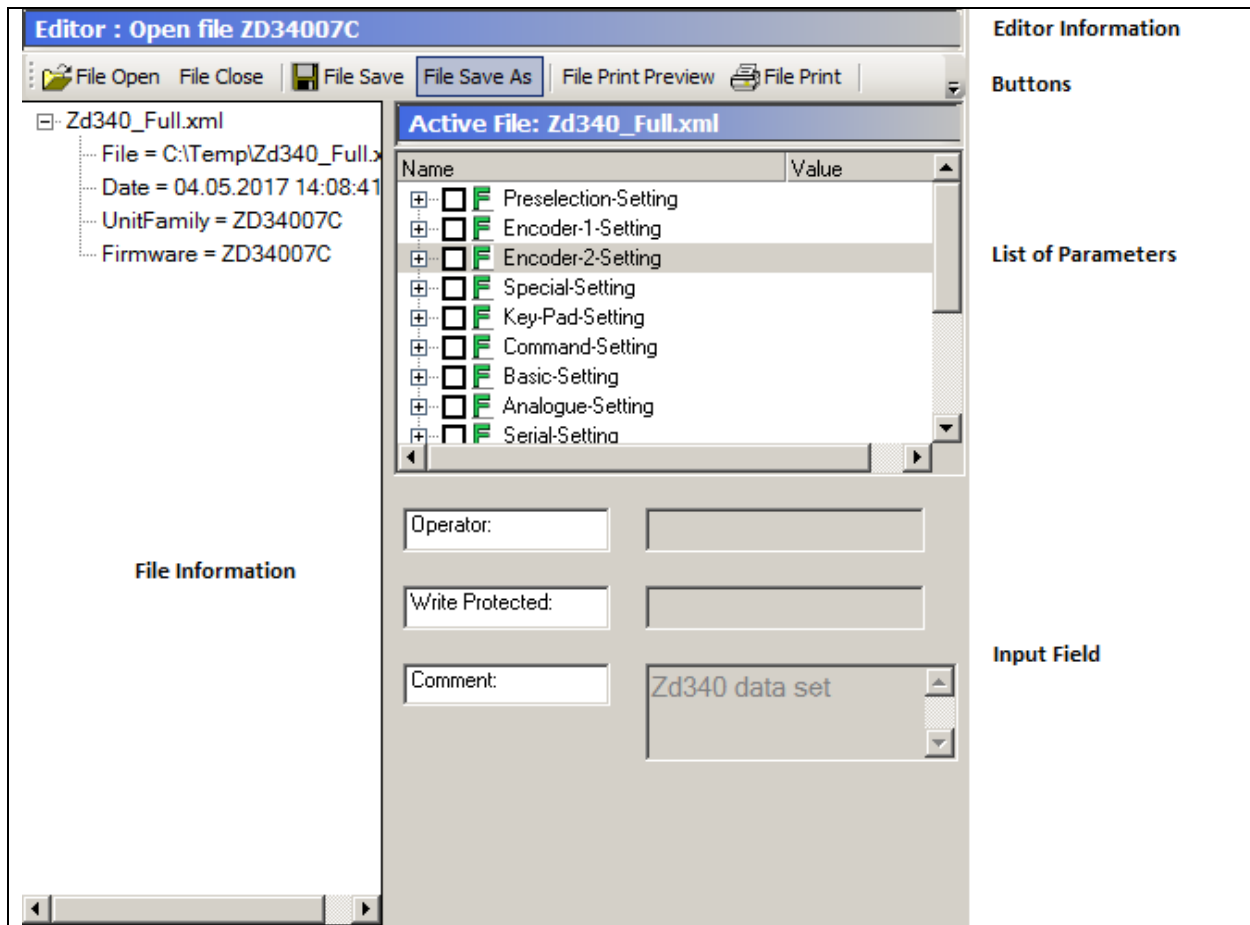 Editor : Open file ZD34007C
Editor Information
File Open File Close File Save File Save As File Print Preview File Print
Buttons
Zd340_Full.xml
File = C:\Temp\Zd340_Full.x
Date = 04.05.2017 14:08:41
UnitFamily = ZD34007C
Firmware = ZD34007C
File Information
Active File: Zd340_Full.xml
Name Value
F Preselection-Setting
F Encoder-1-Setting
F Encoder-2-Setting
F Special-Setting
F Key-Pad-Setting
F Command-Setting
F Basic-Setting
F Analogue-Setting
F Serial-Setting
List of Parameters
Operator:
Write Protected:
Comment: Zd340 data set
Input Field